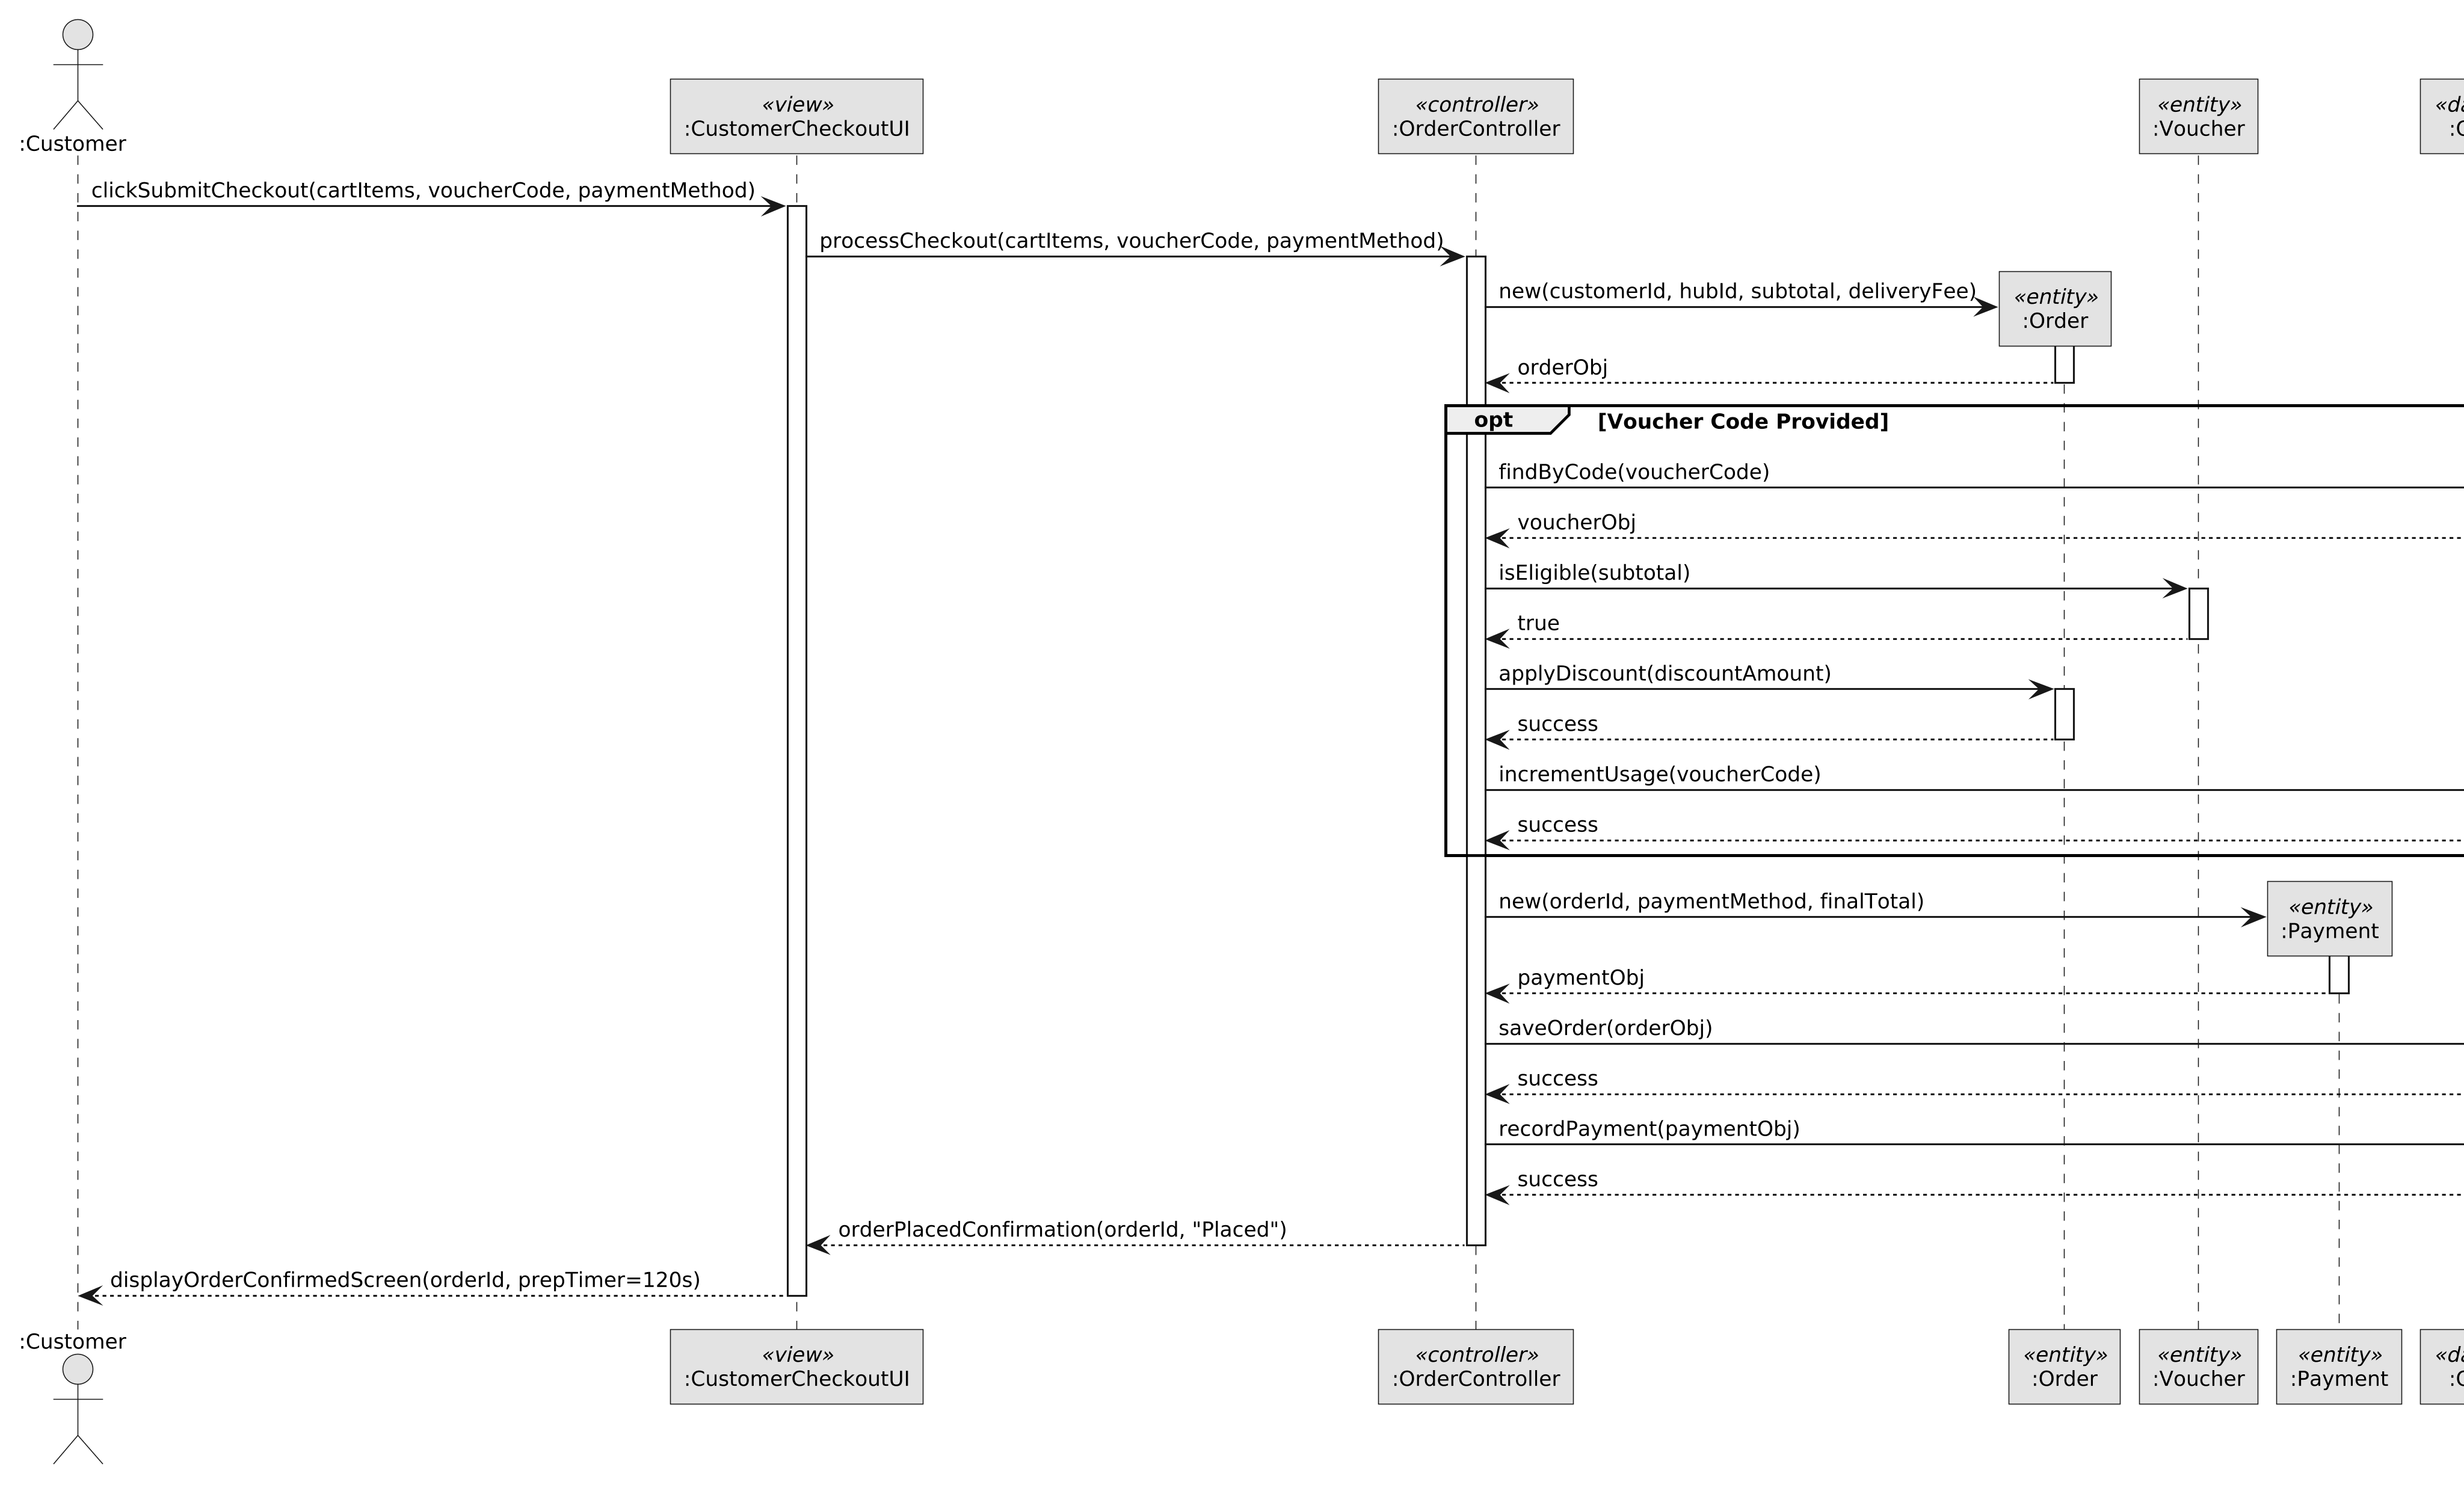 :Customer
«view»
:CustomerCheckoutUI
«controller»
:OrderController
«entity»
:Voucher
clickSubmitCheckout(cartItems, voucherCode, paymentMethod)
processCheckout(cartItems, voucherCode, paymentMethod)
new(customerId, hubId, subtotal, deliveryFee)
«entity»
:Order
orderObj
opt
[Voucher Code Provided]
findByCode(voucherCode)
voucherObj
isEligible(subtotal)
true
applyDiscount(discountAmount)
success
incrementUsage(voucherCode)
success
new(orderId, paymentMethod, finalTotal)
«entity»
:Payment
paymentObj
saveOrder(orderObj)
success
recordPayment(paymentObj)
success
orderPlacedConfirmation(orderId, "Placed")
displayOrderConfirmedScreen(orderId, prepTimer=120s)
:Customer
«view»
:CustomerCheckoutUI
«controller»
:OrderController
«entity»
:Order
«entity»
:Voucher
«entity»
:Payment